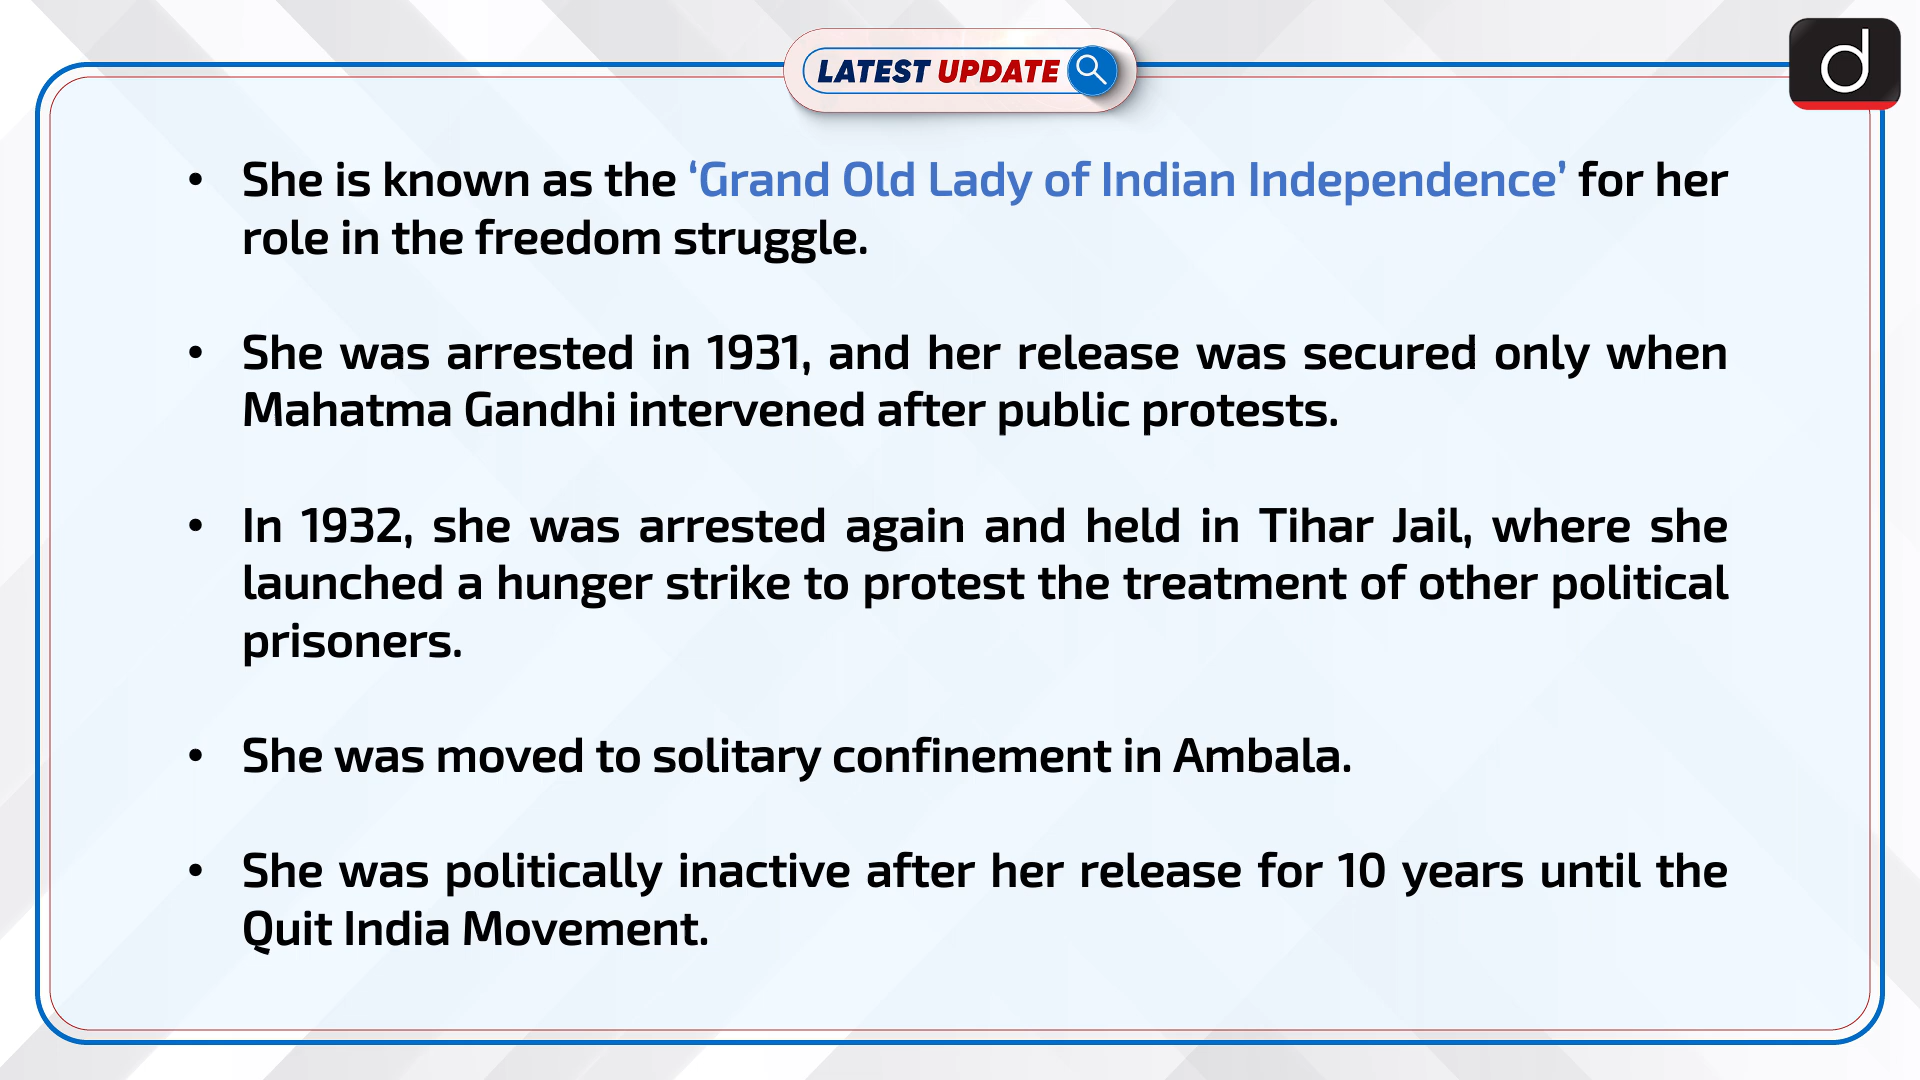 LATEST UPDATE
d
• She is known as the ‘Grand Old Lady of Indian Independence’ for her
role in the freedom struggle.
• She was arrested in 1931, and her release was secured only when
Mahatma Gandhi intervened after public protests.
• In 1932, she was arrested again and held in Tihar Jail, where she
launched a hunger strike to protest the treatment of other political
prisoners.
• She was moved to solitary confinement in Ambala.
• She was politically inactive after her release for 10 years until the
Quit India Movement.